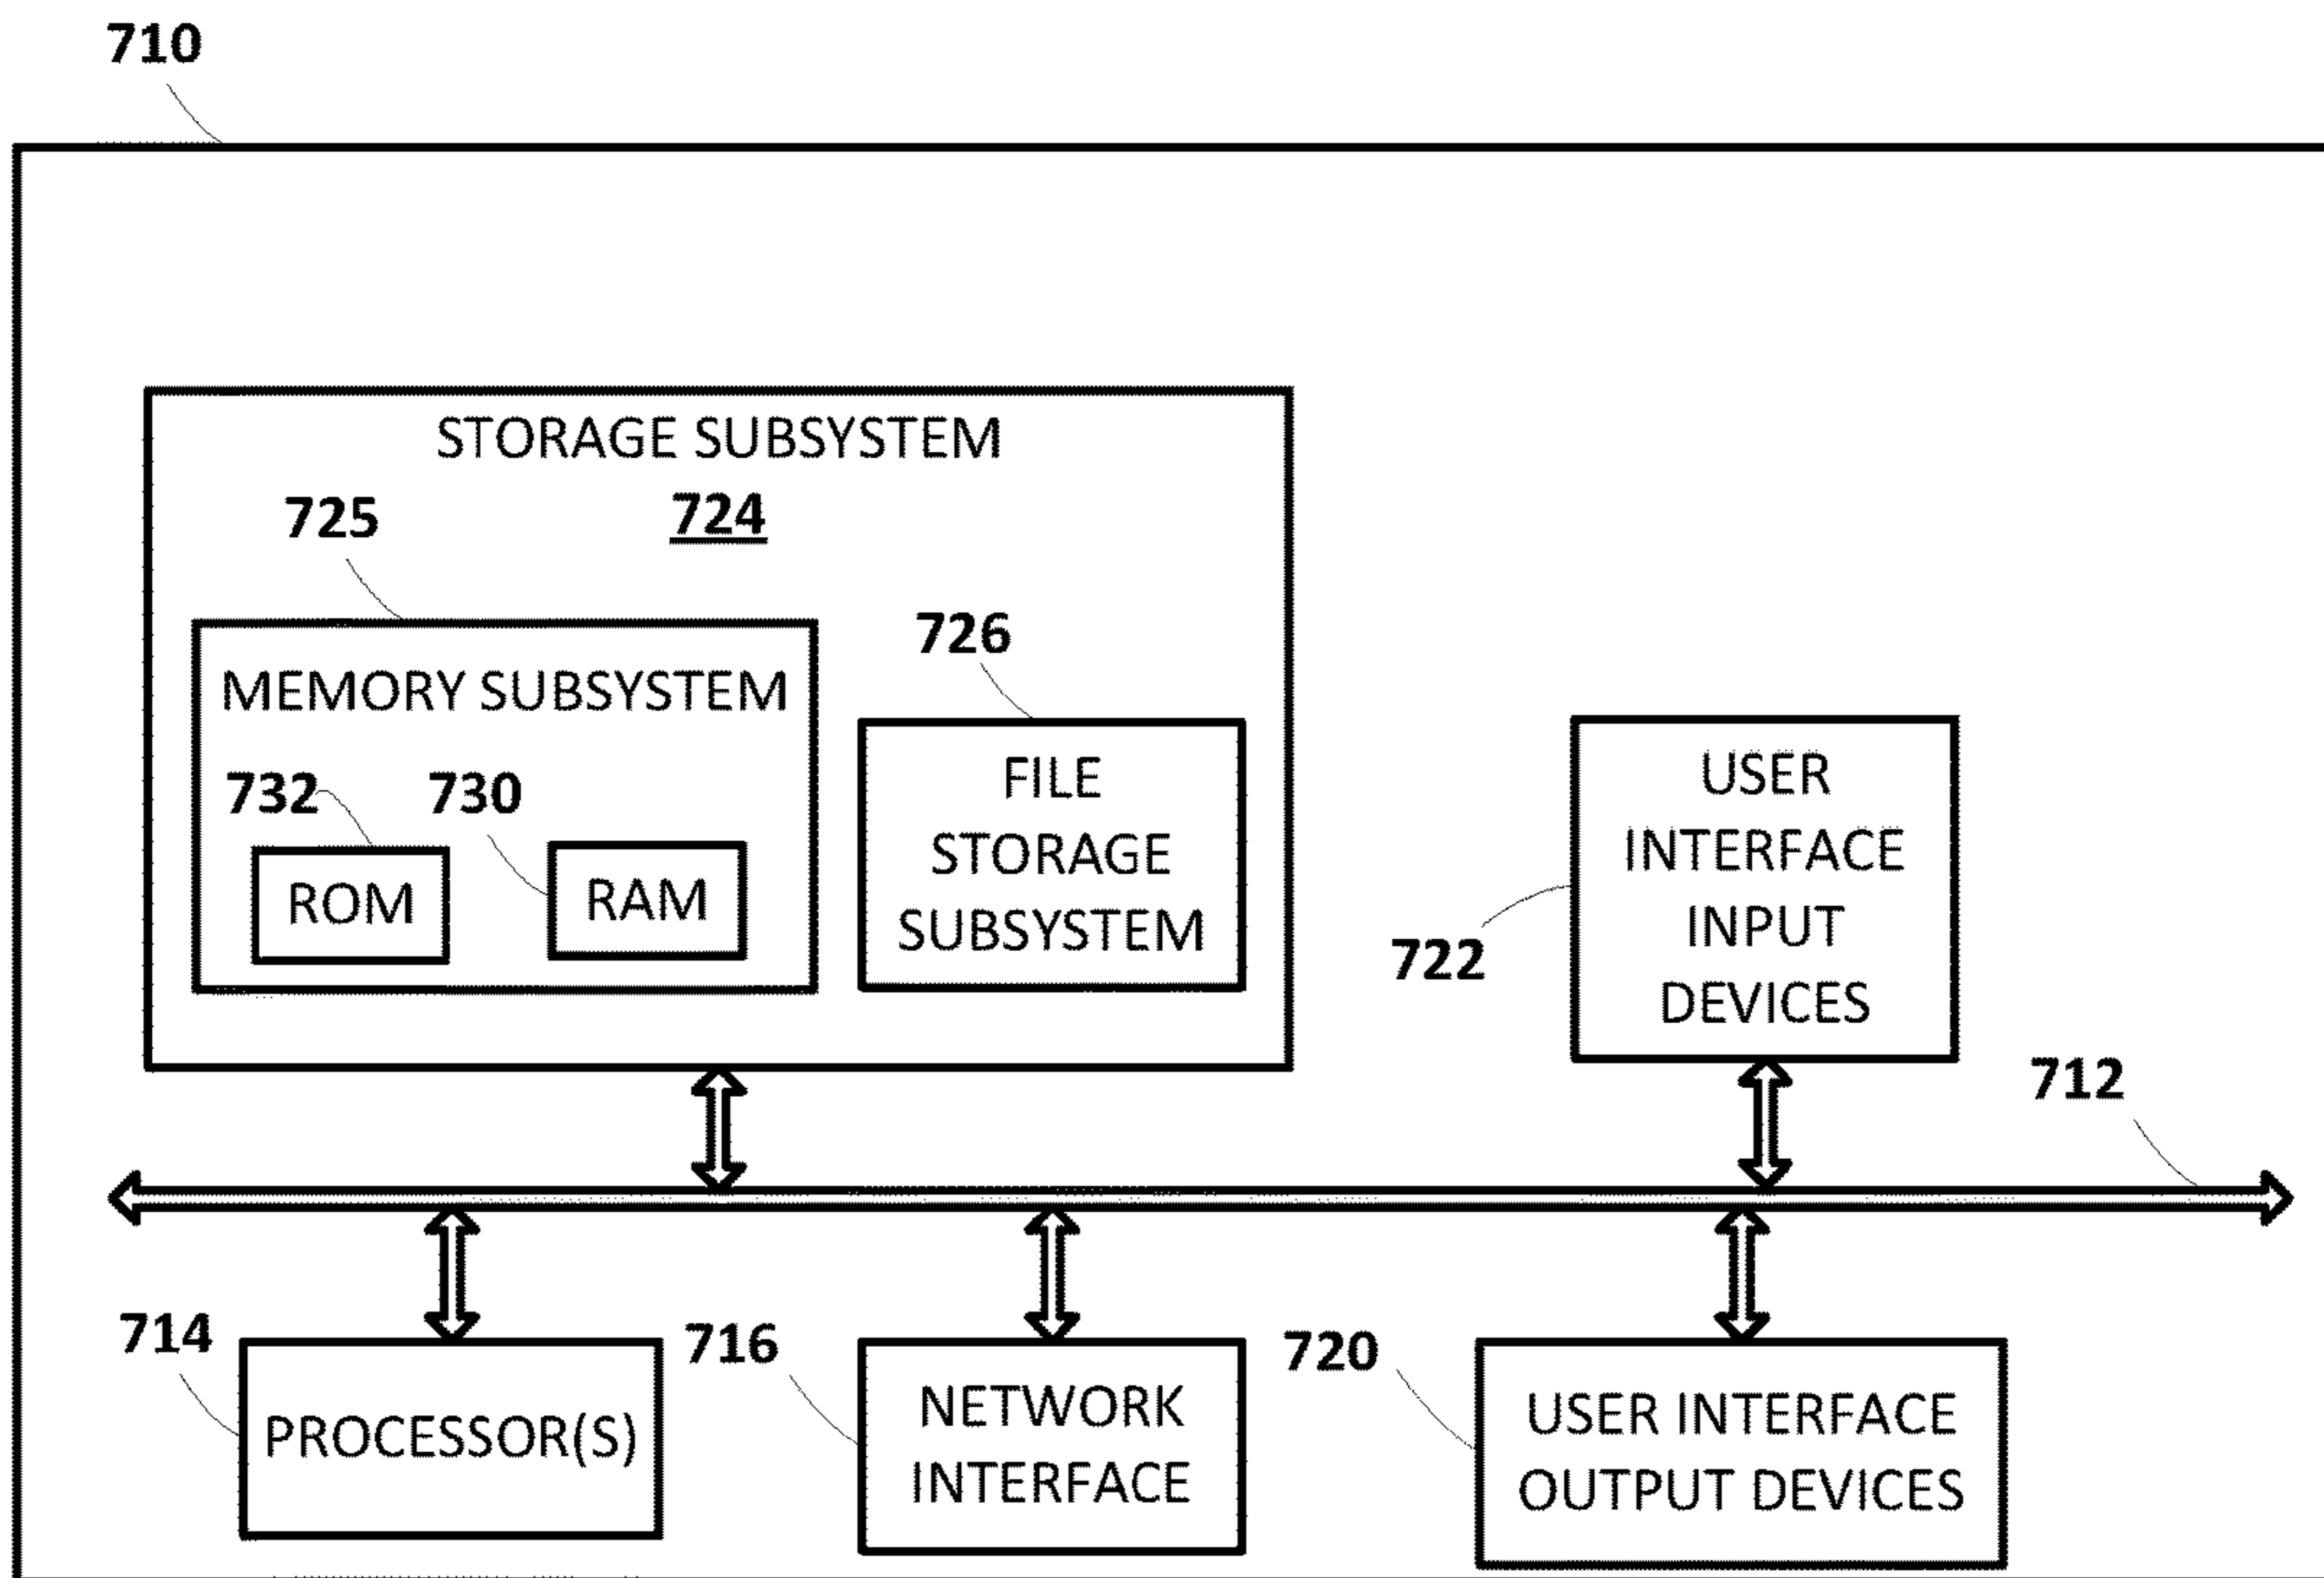 710
STORAGE SUBSYSTEM
724
725
MEMORY SUBSYSTEM
732
730
ROM
RAM
726
FILE
STORAGE
SUBSYSTEM
USER
INTERFACE
INPUT
DEVICES
722
712
714
PROCESSOR(S)
716
NETWORK
INTERFACE
720
USER INTERFACE
OUTPUT DEVICES